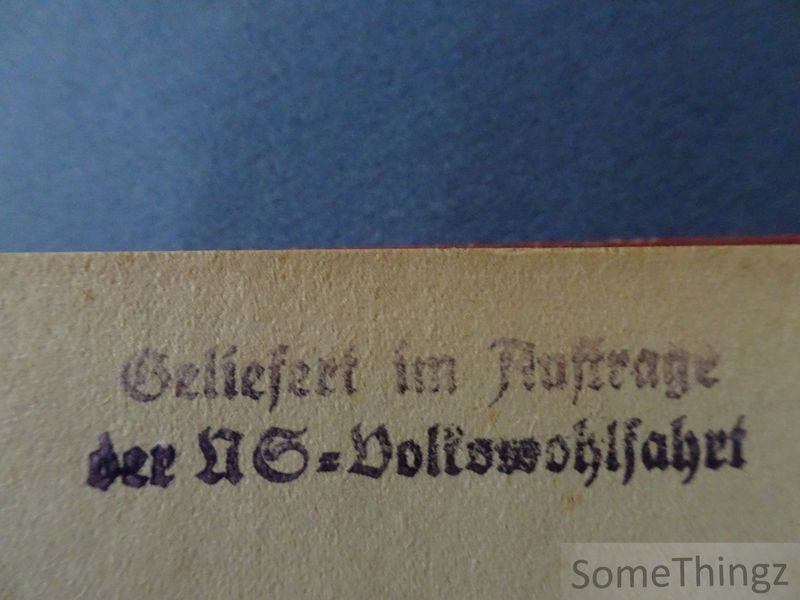 Geliefert im Auftrage
der NS-Volkswohlfahrt
SomeThingz